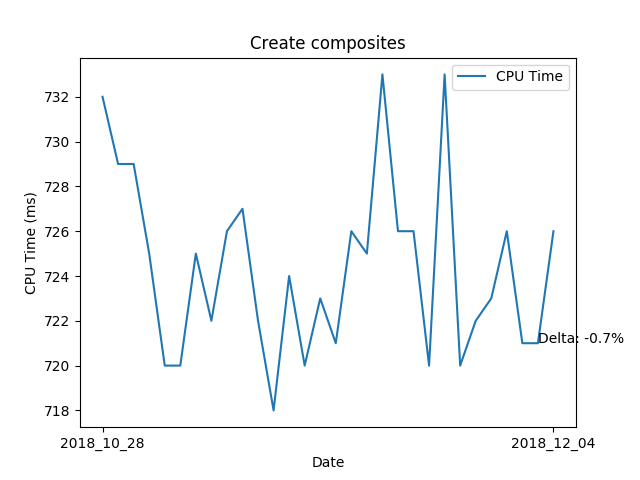 Create composites
CPU Time
732
730
728
726
724
722
720
718
CPU Time (ms)
Delta: -0.7%
2018_10_28
2018_12_04
Date